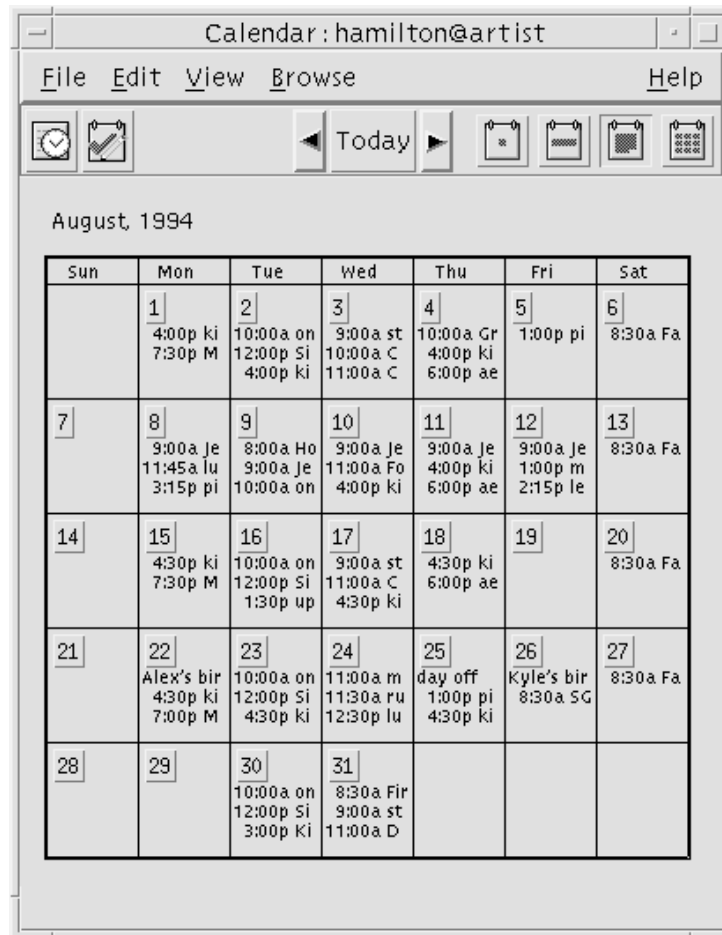 Calendar : hamilton@artist
File Edit View Browse Help
Today
August, 1994
Sun Mon Tue Wed Thu Fri Sat
1 2 3 4 5 6
4:00p ki 10:00a on 9:00a st 10:00a Gr 1:00p pi 8:30a Fa
7:30p M 12:00p Si 10:00a C 4:00p ki
4:00p ki 11:00a C 6:00p ae
7 8 9 10 11 12 13
9:00a Je 8:00a Ho 9:00a Je 9:00a Je 9:00a Je 8:30a Fa
11:45a lu 9:00a Je 11:00a Fo 4:00p ki 1:00p m
3:15p pi 10:00a on 4:00p ki 6:00p ae 2:15p le
14 15 16 17 18 19 20
4:30p ki 10:00a on 9:00a st 4:30p ki 8:30a Fa
7:30p M 12:00p Si 11:00a C 6:00p ae
1:30p up 4:30p ki
21 22 23 24 25 26 27
Alex's bir 10:00a on 11:00a m day off Kyle's bir 8:30a Fa
4:30p ki 12:00p Si 11:30a ru 1:00p pi 8:30a SG
7:00p M 4:30p ki 12:30p lu 4:30p ki
28 29 30 31
10:00a on 8:30a Fir
12:00p Si 9:00a st
3:00p Ki 11:00a D